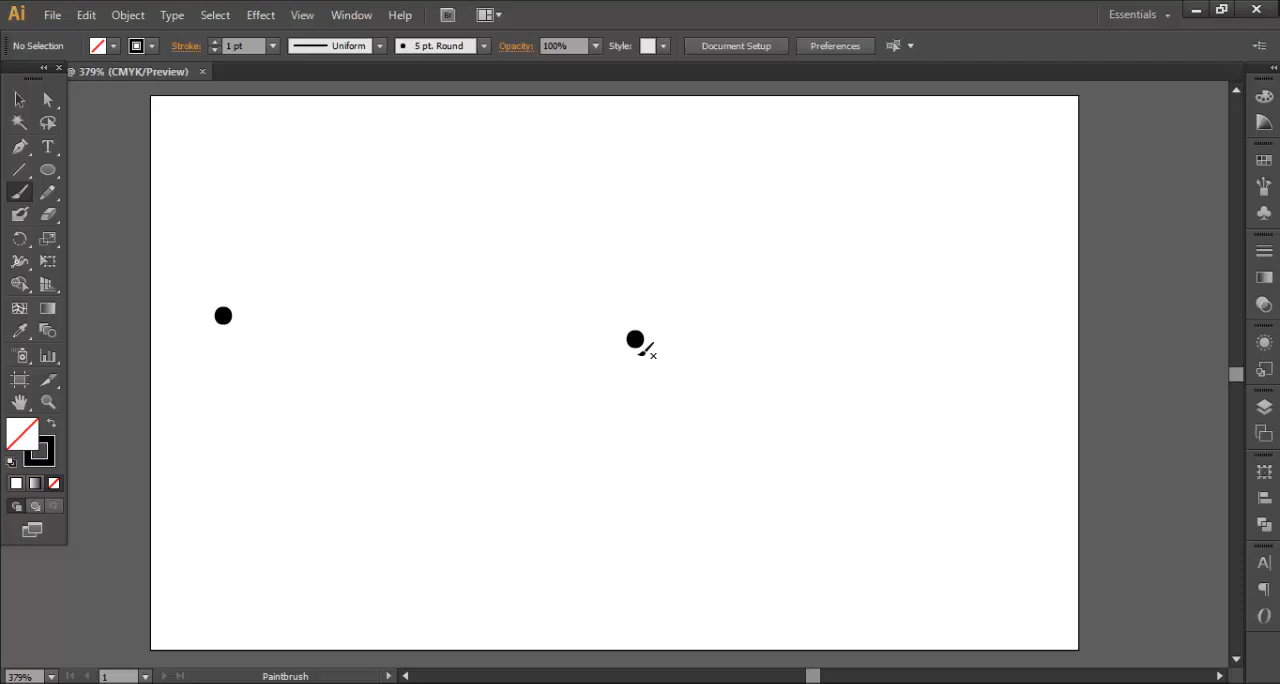 Ai File Edit Object Type Select Effect View Window Help Br Essentials
No Selection Stroke: 1 pt Uniform 5 pt. Round Opacity: 100% Style: Document Setup Preferences
@ 379% (CMYK/Preview)
379% 1 Paintbrush